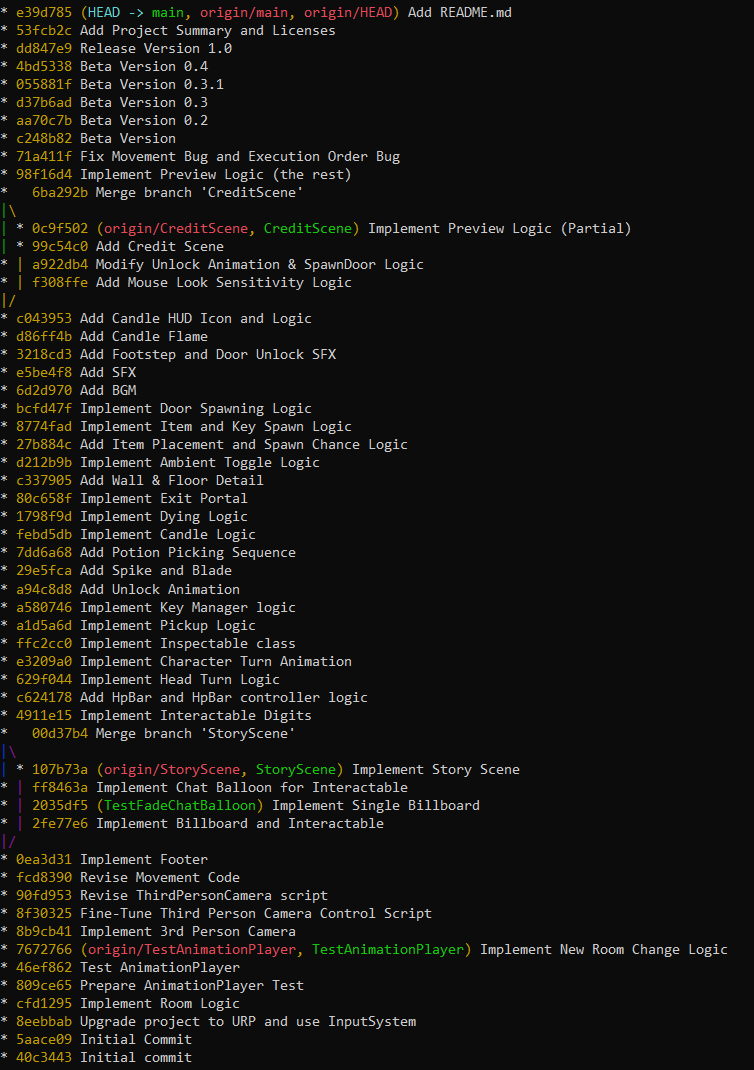 * e39d785 (HEAD -> main, origin/main, origin/HEAD) Add README.md
* 53fcb2c Add Project Summary and Licenses
* dd847e9 Release Version 1.0
* 4bd5338 Beta Version 0.4
* 055881f Beta Version 0.3.1
* d37b6ad Beta Version 0.3
* aa70c7b Beta Version 0.2
* c248b82 Beta Version
* 71a411f Fix Movement Bug and Execution Order Bug
* 98f16d4 Implement Preview Logic (the rest)
*   6ba292b Merge branch 'CreditScene'
|\
| * 0c9f502 (origin/CreditScene, CreditScene) Implement Preview Logic (Partial)
| * 99c54c0 Add Credit Scene
* | a922db4 Modify Unlock Animation & SpawnDoor Logic
* | f308ffe Add Mouse Look Sensitivity Logic
|/
* c043953 Add Candle HUD Icon and Logic
* d86ff4b Add Candle Flame
* 3218cd3 Add Footstep and Door Unlock SFX
* e5be4f8 Add SFX
* 6d2d970 Add BGM
* bcfd47f Implement Door Spawning Logic
* 8774fad Implement Item and Key Spawn Logic
* 27b884c Add Item Placement and Spawn Chance Logic
* d212b9b Implement Ambient Toggle Logic
* c337905 Add Wall & Floor Detail
* 80c658f Implement Exit Portal
* 1798f9d Implement Dying Logic
* febd5db Implement Candle Logic
* 7dd6a68 Add Potion Picking Sequence
* 29e5fca Add Spike and Blade
* a94c8d8 Add Unlock Animation
* a580746 Implement Key Manager logic
* a1d5a6d Implement Pickup Logic
* ffc2cc0 Implement Inspectable class
* e3209a0 Implement Character Turn Animation
* 629f044 Implement Head Turn Logic
* c624178 Add HpBar and HpBar controller logic
* 4911e15 Implement Interactable Digits
*   00d37b4 Merge branch 'StoryScene'
|\
| * 107b73a (origin/StoryScene, StoryScene) Implement Story Scene
* | ff8463a Implement Chat Balloon for Interactable
* | 2035df5 (TestFadeChatBalloon) Implement Single Billboard
* | 2fe77e6 Implement Billboard and Interactable
|/
* 0ea3d31 Implement Footer
* fcd8390 Revise Movement Code
* 90fd953 Revise ThirdPersonCamera script
* 8f30325 Fine-Tune Third Person Camera Control Script
* 8b9cb41 Implement 3rd Person Camera
* 7672766 (origin/TestAnimationPlayer, TestAnimationPlayer) Implement New Room Change Logic
* 46ef862 Test AnimationPlayer
* 809ce65 Prepare AnimationPlayer Test
* cfd1295 Implement Room Logic
* 8eebbab Upgrade project to URP and use InputSystem
* 5aace09 Initial Commit
* 40c3443 Initial commit